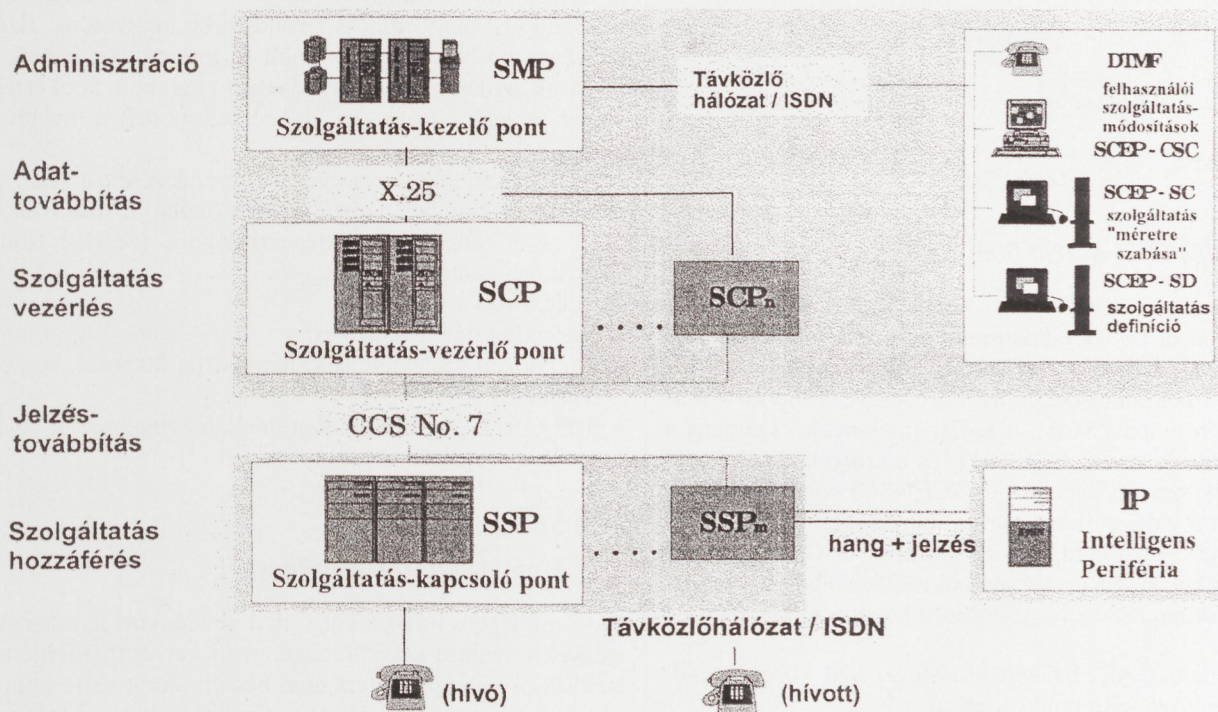 Adminisztráció
SMP
Szolgáltatás-kezelő pont
Távközlő
hálózat / ISDN
DTMF
felhasználói
szolgáltatás-
módosítások
SCEP - CSC
SCEP - SC
szolgáltatás
"méretre
szabása"
SCEP - SD
szolgáltatás
definíció
Adat-
továbbítás
X.25
Szolgáltatás
vezérlés
SCP
Szolgáltatás-vezérlő pont
. . . .
SCPn
Jelzés-
továbbítás
CCS No. 7
Szolgáltatás
hozzáférés
SSP
Szolgáltatás-kapcsoló pont
. . . .
SSPm
hang + jelzés
IP
Intelligens
Periféria
Távközlőhálózat / ISDN
(hívó)
(hívott)